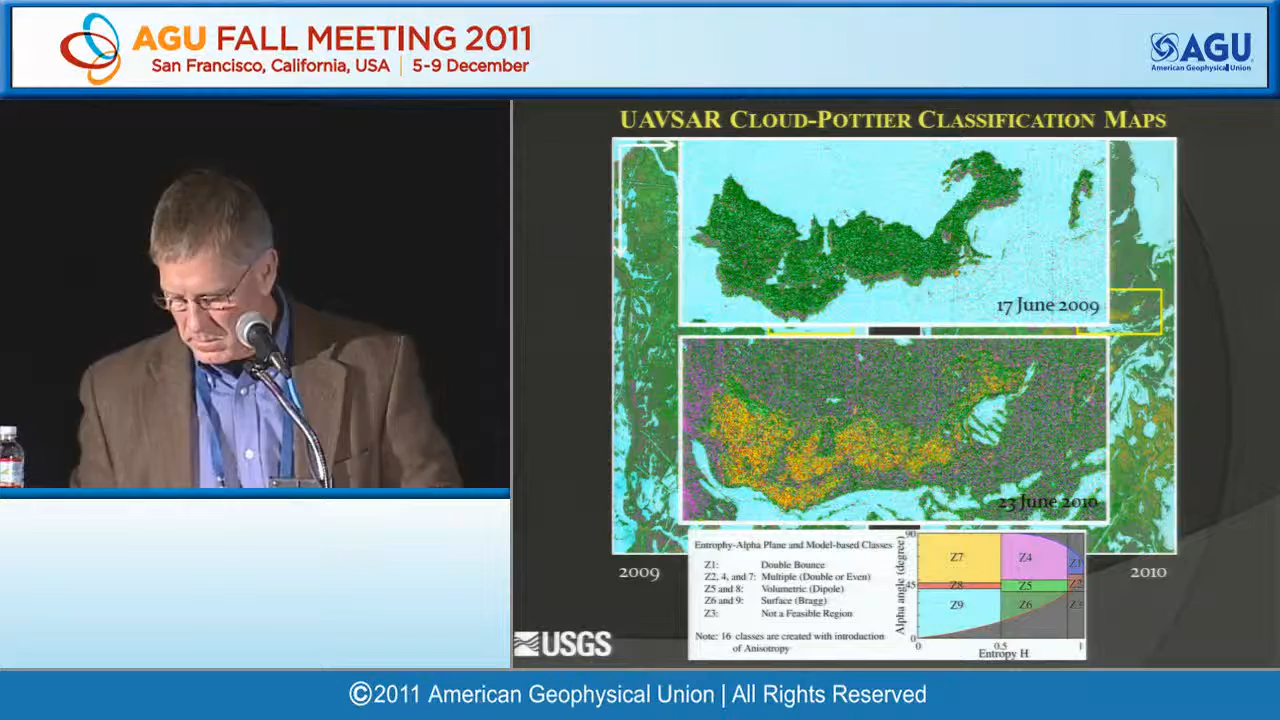 AGU FALL MEETING 2011
San Francisco, California, USA | 5-9 December
AGU
American Geophysical Union
UAVSAR CLOUD-POTTIER CLASSIFICATION MAPS
17 June 2009
23 June 2010
2009
2010
Entrophy-Alpha Plane and Model-based Classes
Z1: Double Bounce
Z2, 4, and 7: Multiple (Double or Even)
Z5 and 8: Volumetric (Dipole)
Z6 and 9: Surface (Bragg)
Z3: Not a Feasible Region
Note: 16 classes are created with introduction
of Anisotropy
Alpha angle (degree)
90
45
0
Z7
Z4
Z1
Z8
Z5
Z2
Z9
Z6
Z3
0
0.5
1
Entropy H
USGS
©2011 American Geophysical Union | All Rights Reserved